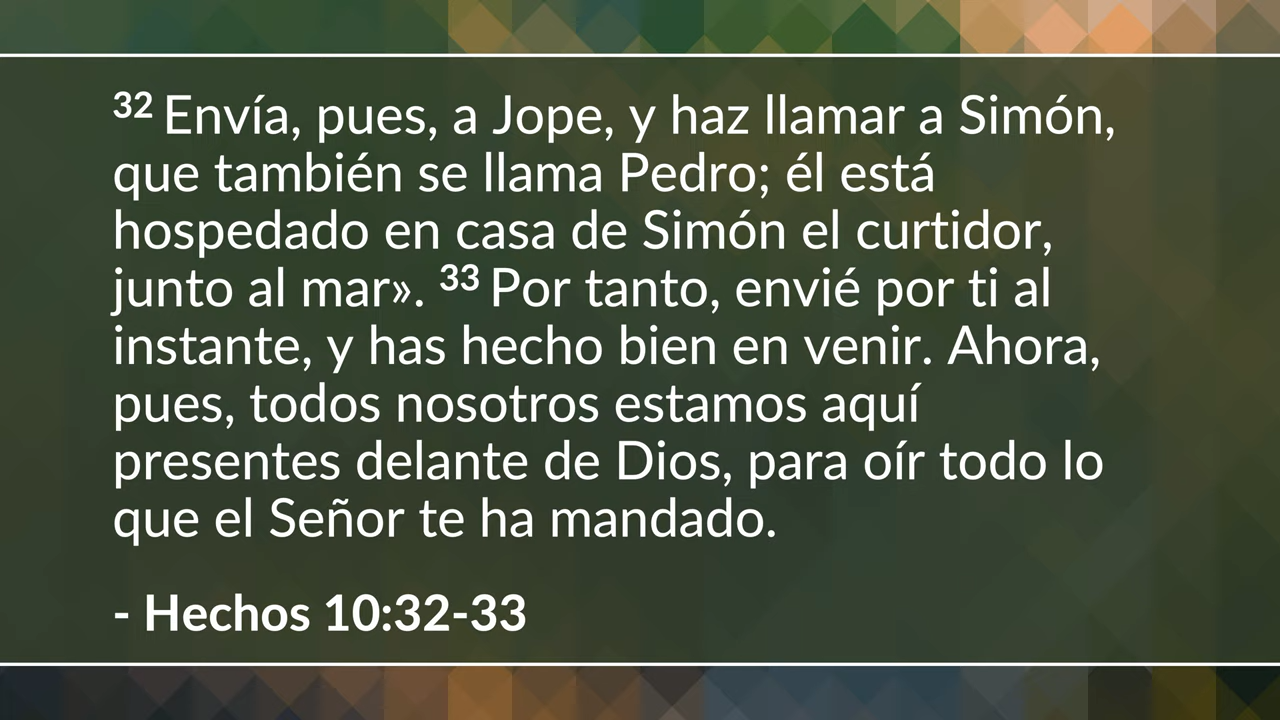 32 Envía, pues, a Jope, y haz llamar a Simón,
que también se llama Pedro; él está
hospedado en casa de Simón el curtidor,
junto al mar». 33 Por tanto, envié por ti al
instante, y has hecho bien en venir. Ahora,
pues, todos nosotros estamos aquí
presentes delante de Dios, para oír todo lo
que el Señor te ha mandado.
- Hechos 10:32-33